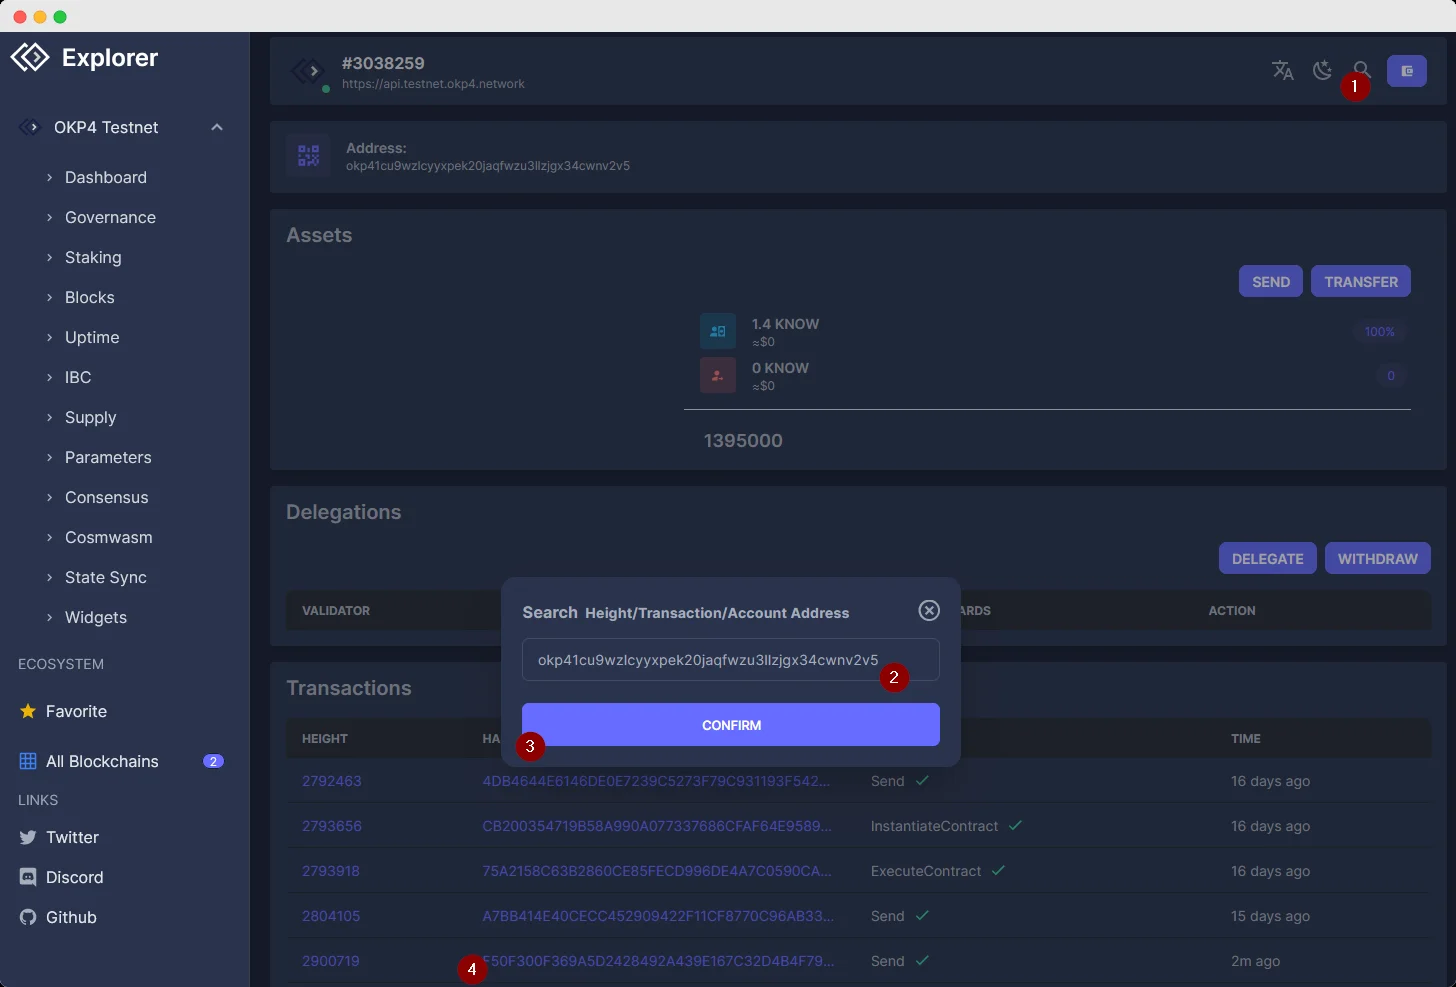 Explorer
OKP4 Testnet
Dashboard
Governance
Staking
Blocks
Uptime
IBC
Supply
Parameters
Consensus
Cosmwasm
State Sync
Widgets
ECOSYSTEM
Favorite
All Blockchains 2
LINKS
Twitter
Discord
Github
#3038259
https://api.testnet.okp4.network
1
Address:
okp41cu9wzlcyyxpek20jaqfwzu3llzjgx34cwnv2v5
Assets
SEND TRANSFER
1.4 KNOW 100%
≈$0
0 KNOW 0
≈$0
1395000
Delegations
DELEGATE WITHDRAW
VALIDATOR ARDS ACTION
Search Height/Transaction/Account Address
okp41cu9wzlcyyxpek20jaqfwzu3llzjgx34cwnv2v5
2
CONFIRM
3
Transactions
HEIGHT HA TIME
2792463 4DB4644E6146DE0E7239C5273F79C931193F542... Send 16 days ago
2793656 CB200354719B58A990A077337686CFAF64E9589... InstantiateContract 16 days ago
2793918 75A2158C63B2860CE85FECD996DE4A7C0590CA... ExecuteContract 16 days ago
2804105 A7BB414E40CECC452909422F11CF8770C96AB33... Send 15 days ago
2900719 F50F300F369A5D2428492A439E167C32D4B4F79... Send 2m ago
4